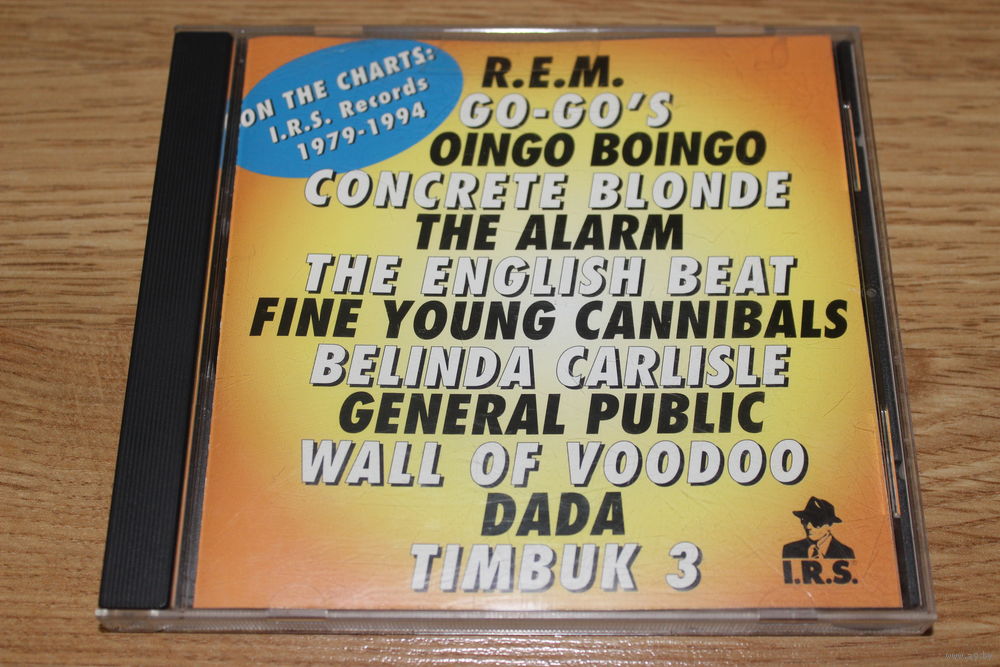 ON THE CHARTS:
I.R.S. Records
1979-1994
R.E.M.
GO-GO'S
OINGO BOINGO
CONCRETE BLONDE
THE ALARM
THE ENGLISH BEAT
FINE YOUNG CANNIBALS
BELINDA CARLISLE
GENERAL PUBLIC
WALL OF VOODOO
DADA
TIMBUK 3
I.R.S.